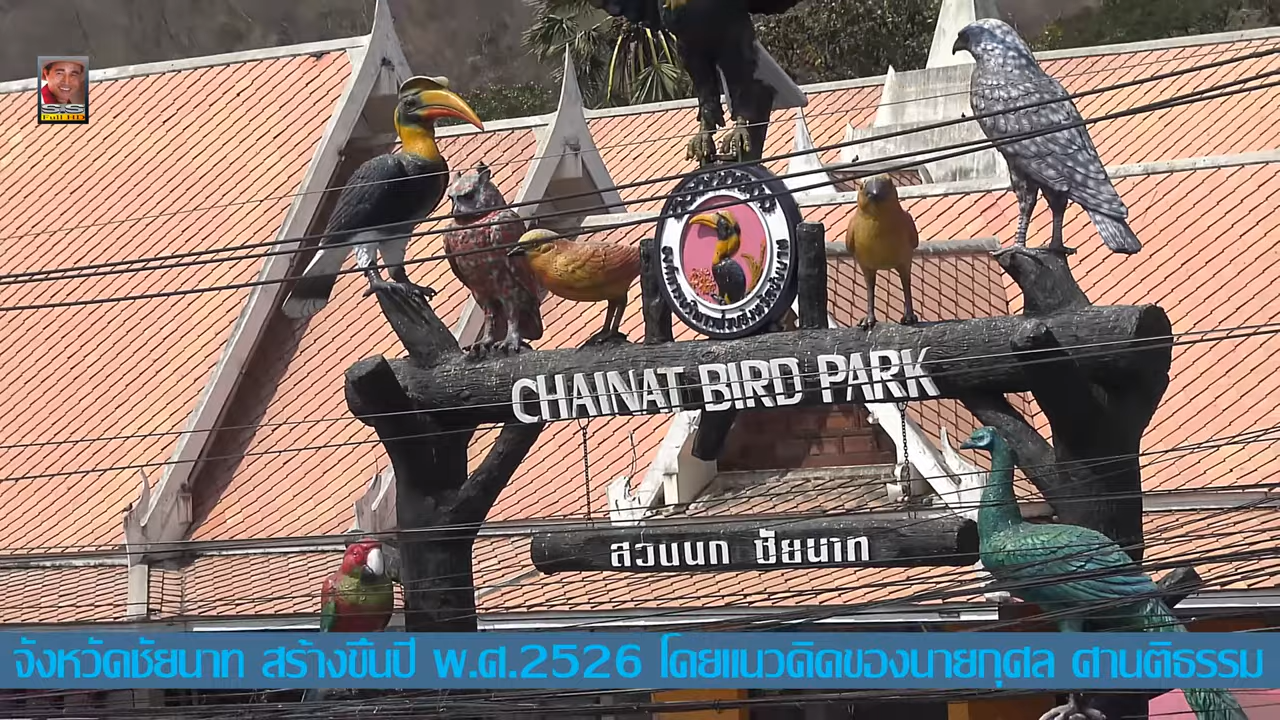 SIS
Full HD
CHAINAT BIRD PARK
สวนนก ชัยนาท
จังหวัดชัยนาท สร้างขึ้นปี พ.ศ.2526 โดยแนวคิดของนายกุศล ศานติธรรม